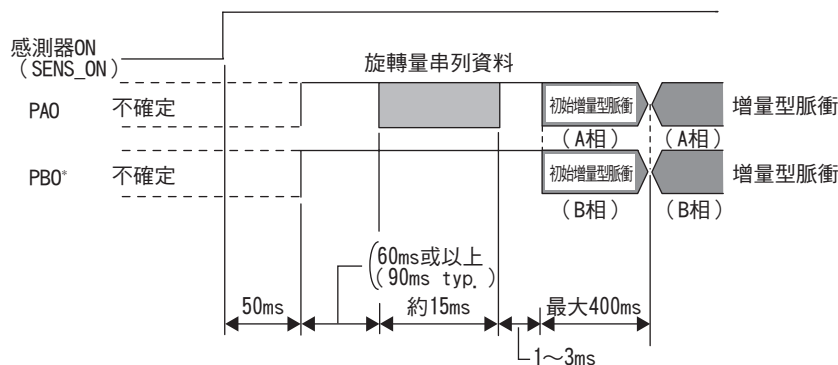 感測器ON
（SENS_ON）
旋轉量串列資料
PAO
不確定
初始增量型脈衝
增量型脈衝
（A相）
（A相）
PBO*
不確定
初始增量型脈衝
增量型脈衝
（B相）
（B相）
60ms或以上
（90ms typ.）
50ms
約15ms
最大400ms
1～3ms